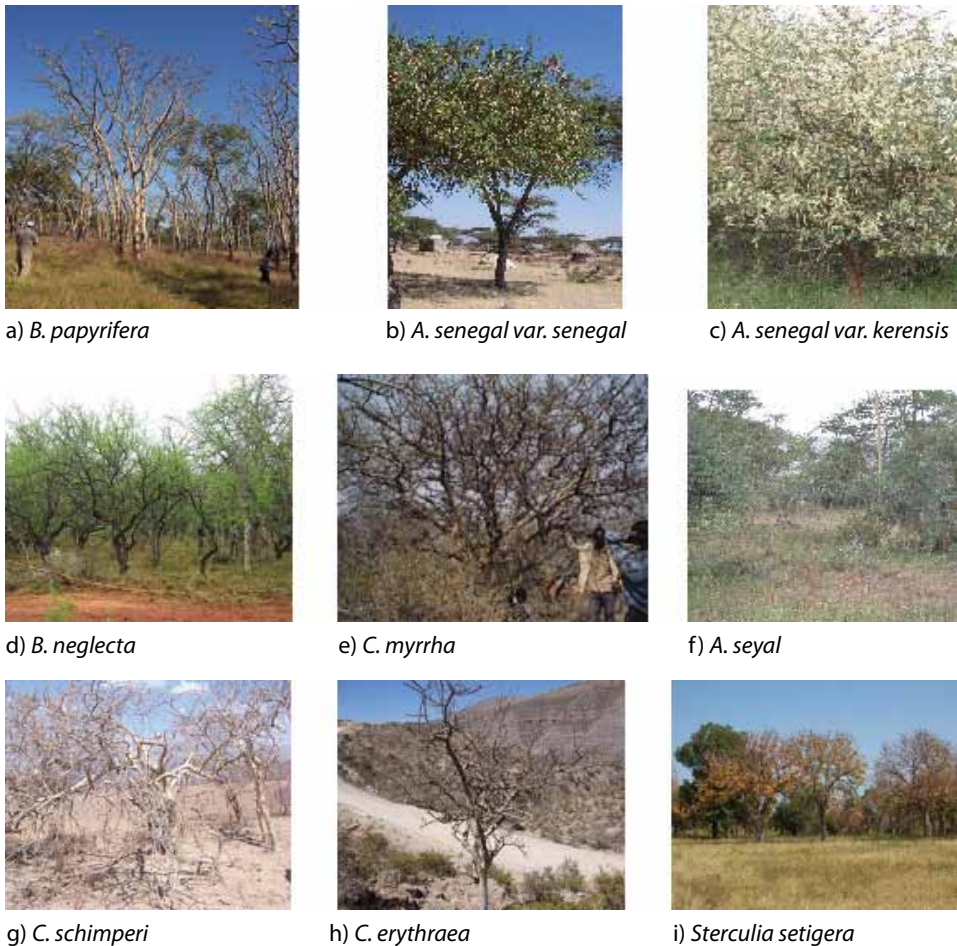 a) B. papyrifera
b) A. senegal var. senegal
c) A. senegal var. kerensis
d) B. neglecta
e) C. myrrha
f) A. seyal
g) C. schimperi
h) C. erythraea
i) Sterculia setigera